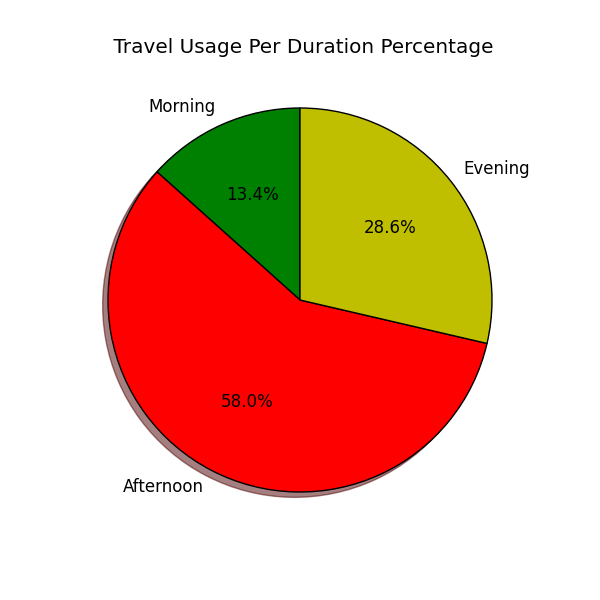 Travel Usage Per Duration Percentage
Morning
Evening
13.4%
28.6%
58.0%
Afternoon